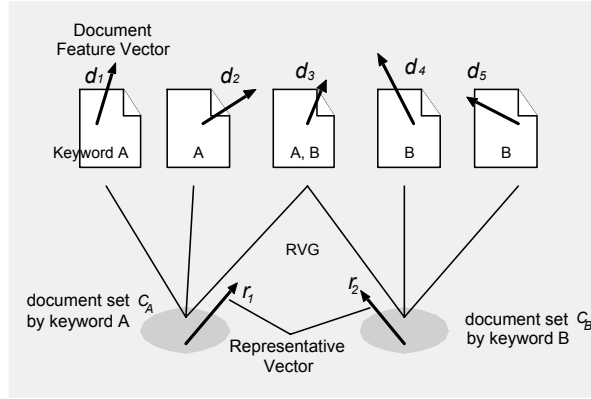 Document
Feature Vector
d1
d2
d3
d4
d5
Keyword A
A
A, B
B
B
RVG
document set CA
by keyword A
r1
r2
document set CB
by keyword B
Representative
Vector